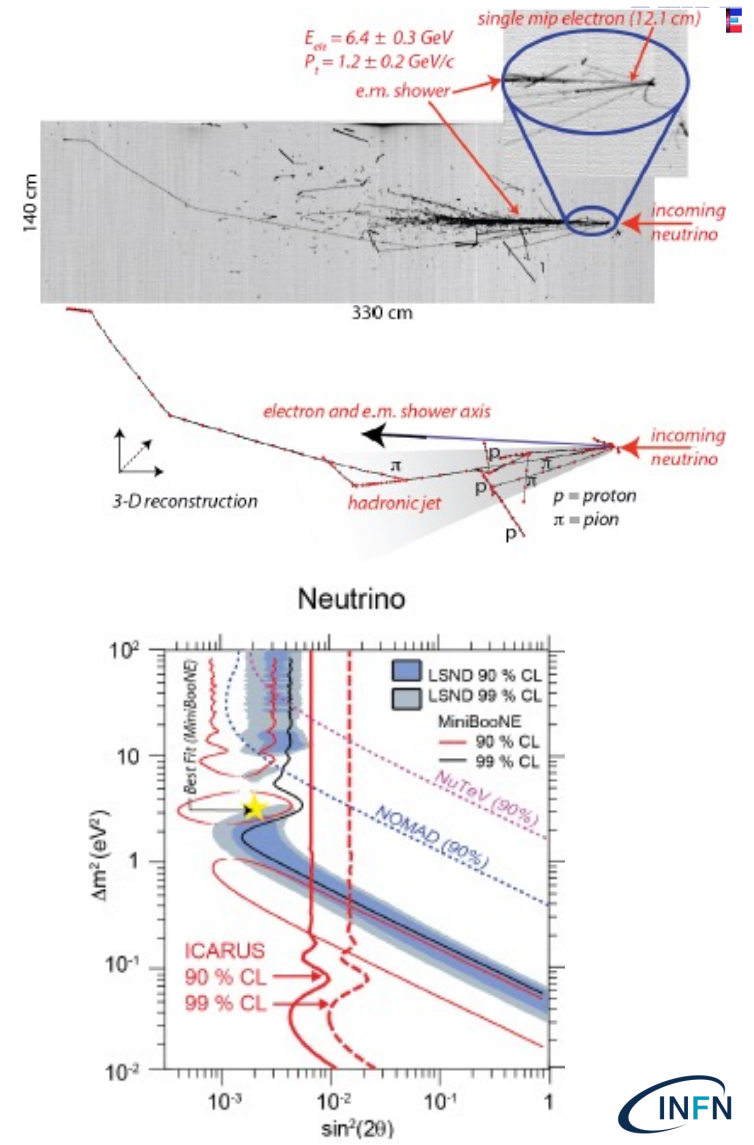 single mip electron (12.1 cm)
E
E_ele = 6.4 ± 0.3 GeV
P_T = 1.2 ± 0.2 GeV/c
e.m. shower
140 cm
incoming
neutrino
330 cm
electron and e.m. shower axis
incoming
neutrino
p
π
π
p
π
3-D reconstruction
hadronic jet
p = proton
π = pion
p
Neutrino
10²
10
1
10⁻¹
10⁻²
Δm² (eV²)
Best Fit (MiniBooNE)
LSND 90 % CL
LSND 99 % CL
MiniBooNE
90 % CL
99 % CL
NuTeV (90%)
NOMAD (90%)
ICARUS
90 % CL
99 % CL
10⁻³
10⁻²
10⁻¹
1
sin²(2θ)
INFN